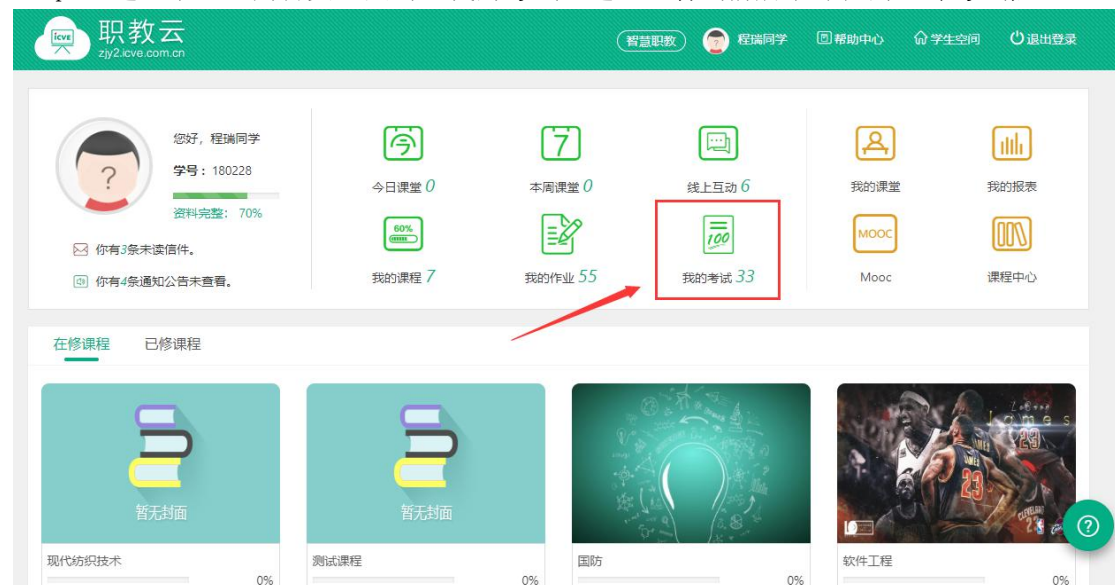 icve 职教云
zjy2.icve.com.cn
智慧职教 程瑞同学 帮助中心 学生空间 退出登录
您好，程瑞同学
学号：180228
资料完整： 70%
你有3条未读信件。
你有4条通知公告未查看。
今日课堂 0
7
本周课堂 0
线上互动 6
我的课堂
我的报表
60%
我的课程 7
我的作业 55
100
我的考试 33
MOOC
Mooc
课程中心
在修课程 已修课程
暂无封面
现代纺织技术
0%
暂无封面
测试课程
0%
国防
0%
LeBron
James
23
软件工程
0%